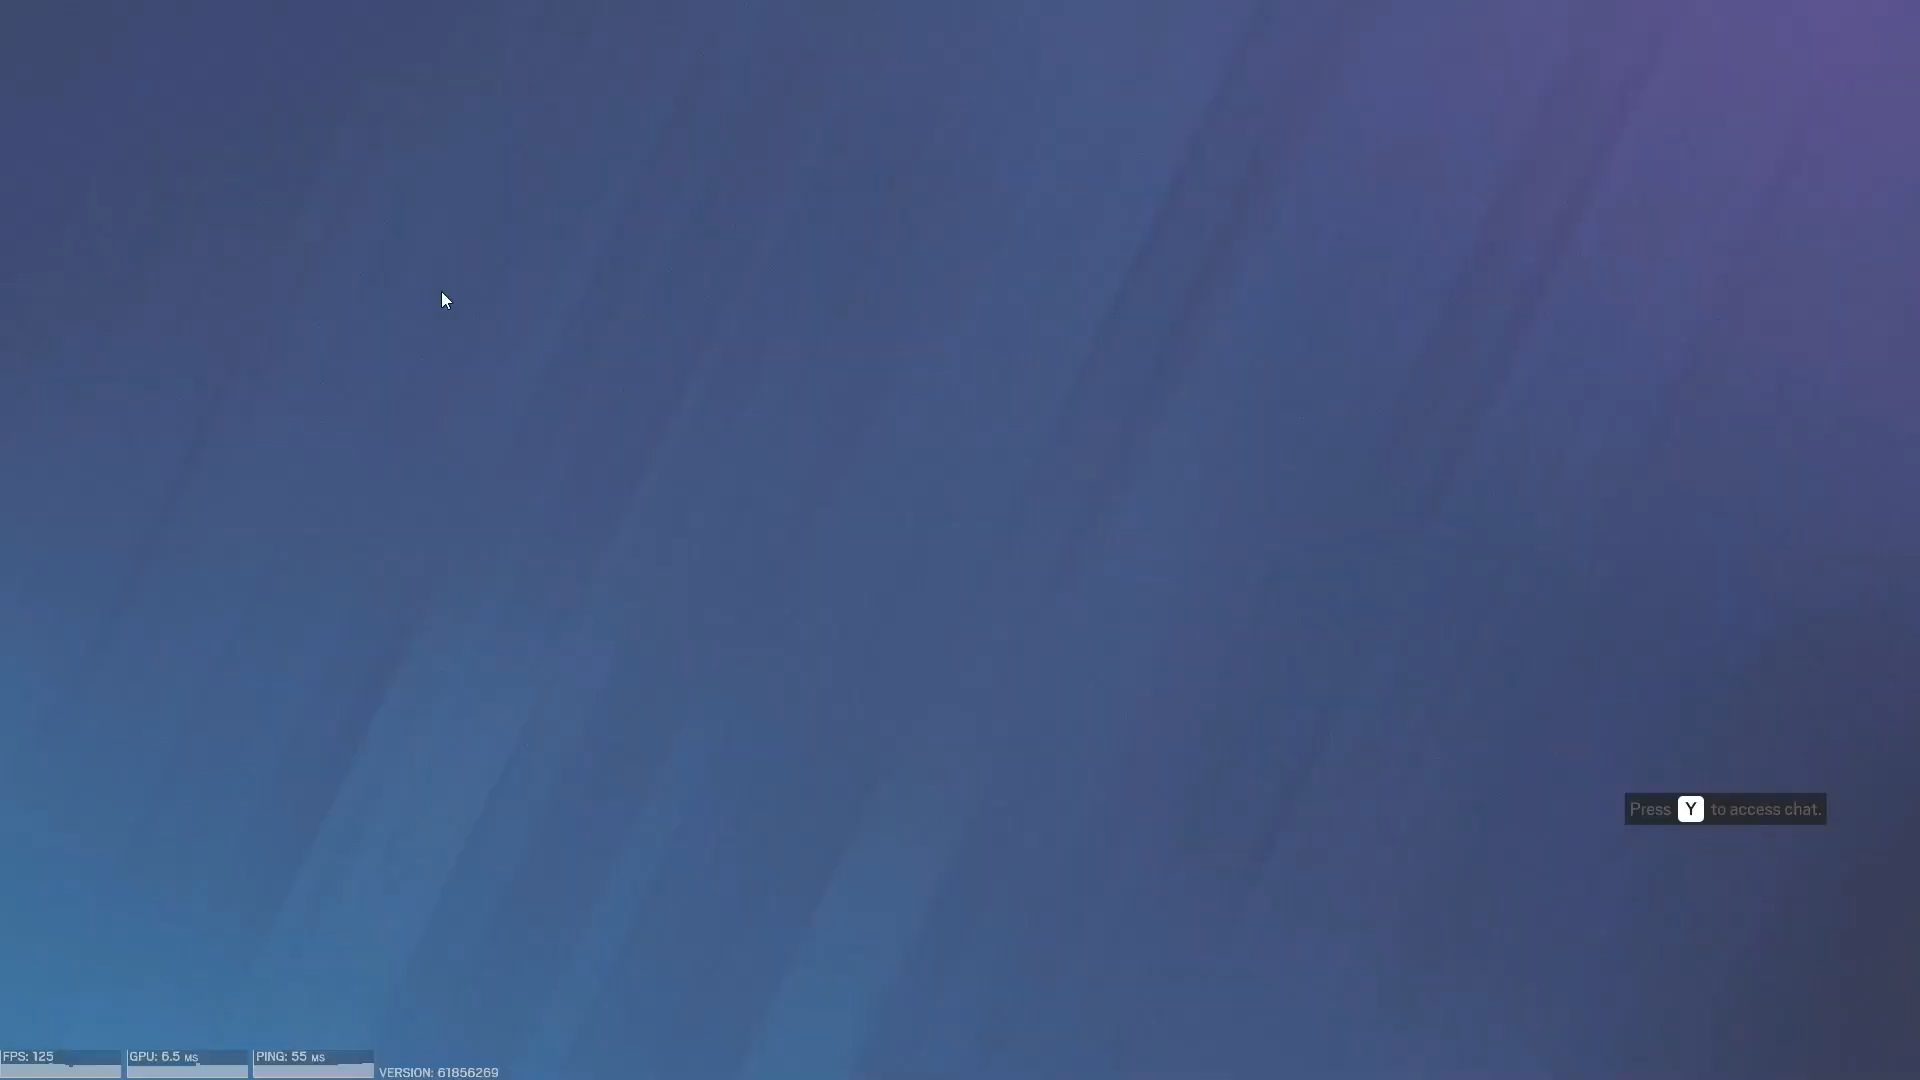 Press Y to access chat.
FPS: 125 GPU: 6.5 MS PING: 55 MS VERSION: 61856269